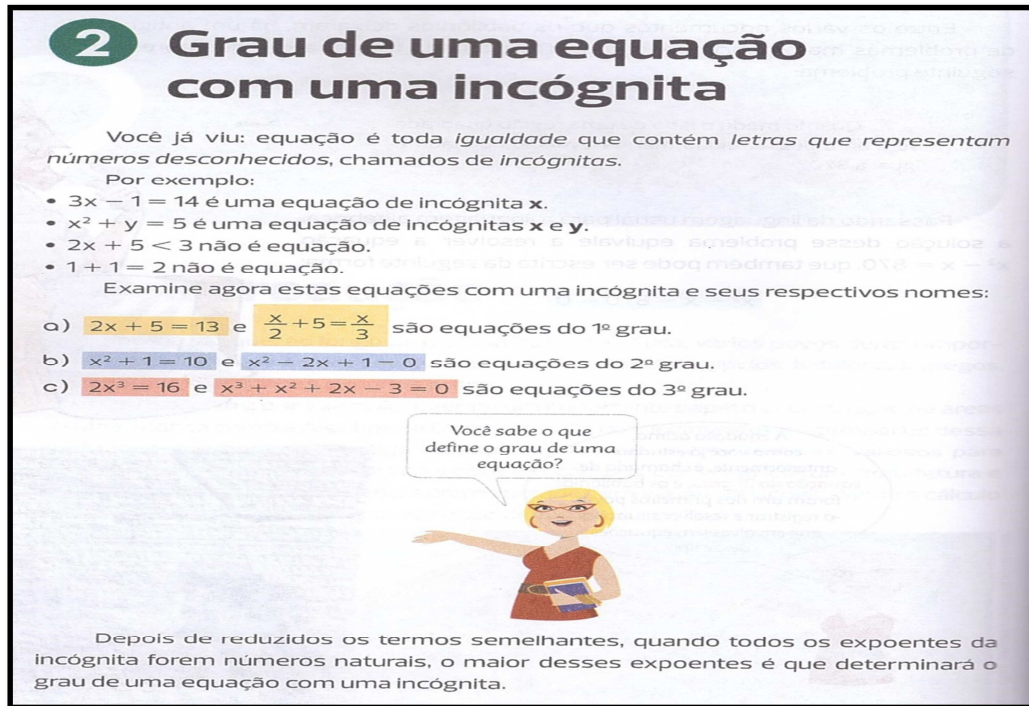 2 Grau de uma equação
com uma incógnita
Você já viu: equação é toda igualdade que contém letras que representam
números desconhecidos, chamados de incógnitas.
Por exemplo:
• 3x − 1 = 14 é uma equação de incógnita x.
• x² + y = 5 é uma equação de incógnitas x e y.
• 2x + 5 < 3 não é equação.
• 1 + 1 = 2 não é equação.
Examine agora estas equações com uma incógnita e seus respectivos nomes:
a) 2x + 5 = 13 e x/2 + 5 = x/3 são equações do 1º grau.
b) x² + 1 = 10 e x² − 2x + 1 − 0 são equações do 2º grau.
c) 2x³ = 16 e x³ + x² + 2x − 3 = 0 são equações do 3º grau.
Você sabe o que
define o grau de uma
equação?
Depois de reduzidos os termos semelhantes, quando todos os expoentes da
incógnita forem números naturais, o maior desses expoentes é que determinará o
grau de uma equação com uma incógnita.